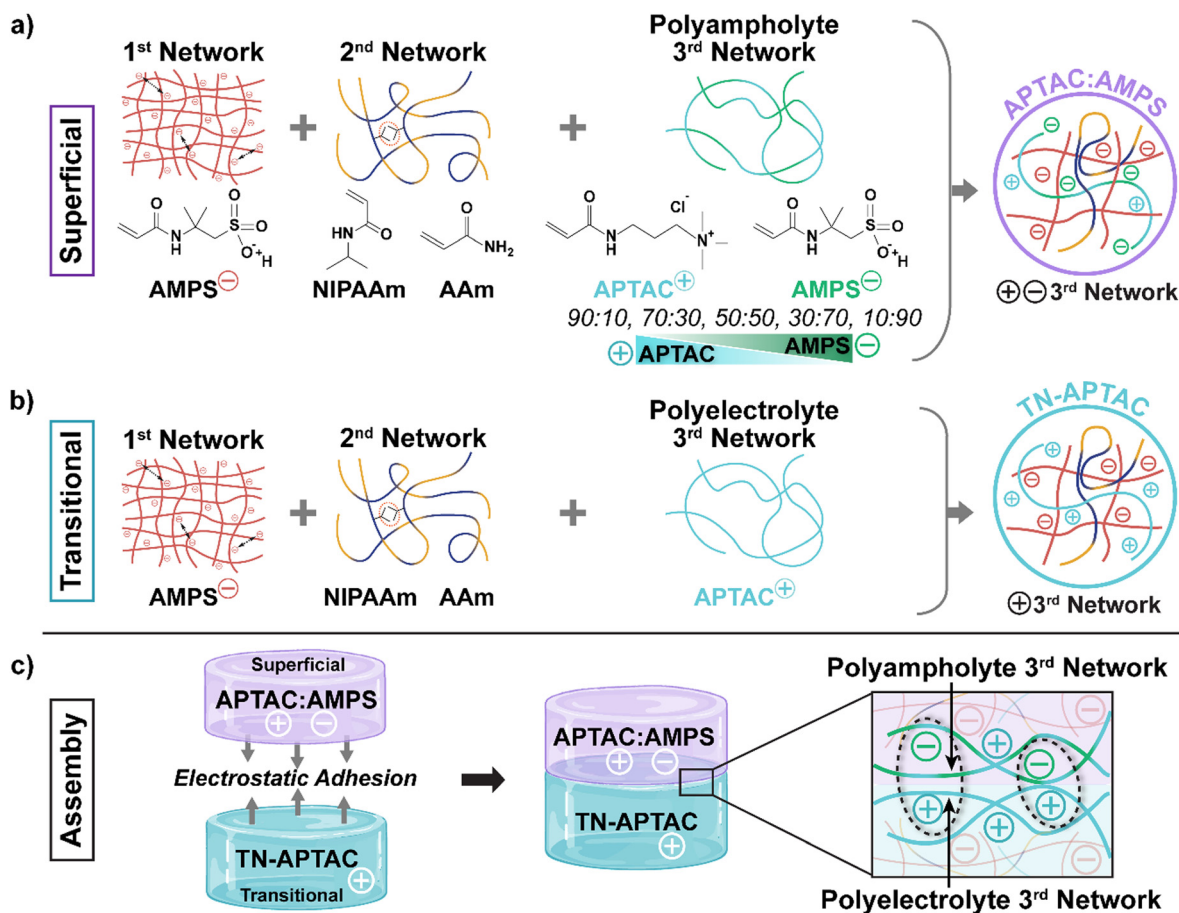 a)
Superficial
1st Network
2nd Network
Polyampholyte
3rd Network
+
+
O
N
H
S
O
O
O
- +
H
AMPS⊖
O
N
H
NIPAAm
O
NH2
AAm
O
N
H
Cl-
N+
APTAC⊕
O
N
H
S
O
O
O
- +
H
AMPS⊖
90:10, 70:30, 50:50, 30:70, 10:90
⊕ APTAC AMPS ⊖
APTAC:AMPS
⊕⊖ 3rd Network
b)
Transitional
1st Network
2nd Network
Polyelectrolyte
3rd Network
+
+
AMPS⊖
NIPAAm
AAm
APTAC⊕
TN-APTAC
⊕ 3rd Network
c)
Assembly
Superficial
APTAC:AMPS
⊕ ⊖
Electrostatic Adhesion
TN-APTAC
⊕
Transitional
APTAC:AMPS
⊕ ⊖
TN-APTAC
⊕
Polyampholyte 3rd Network
Polyelectrolyte 3rd Network